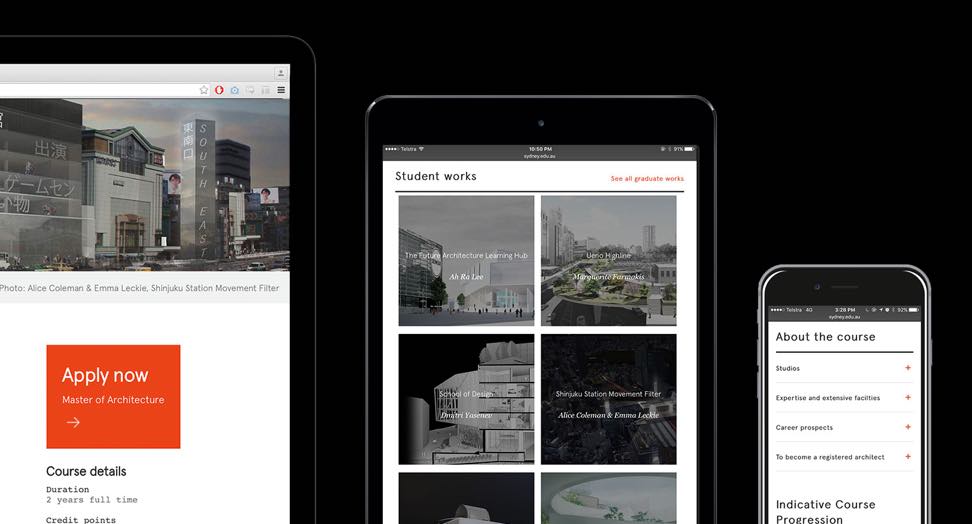 出演
ゲームセン
物
東南口
SOUTH EAST
Photo: Alice Coleman & Emma Leckie, Shinjuku Station Movement Filter
Apply now
Master of Architecture
Course details
Duration
2 years full time
Credit points
Telstra
10:50 PM
91%
sydney.edu.au
Student works
See all graduate works
The Future Architecture Learning Hub
Ah Ra Lee
Ueno Highline
Marguerite Farmakis
School of Design
Dmitri Yasenev
Shinjuku Station Movement Filter
Alice Coleman & Emma Leckie
Telstra 4G
3:28 PM
92%
sydney.edu.au
About the course
Studios
Expertise and extensive facilties
Career prospects
To become a registered architect
Indicative Course
Progression